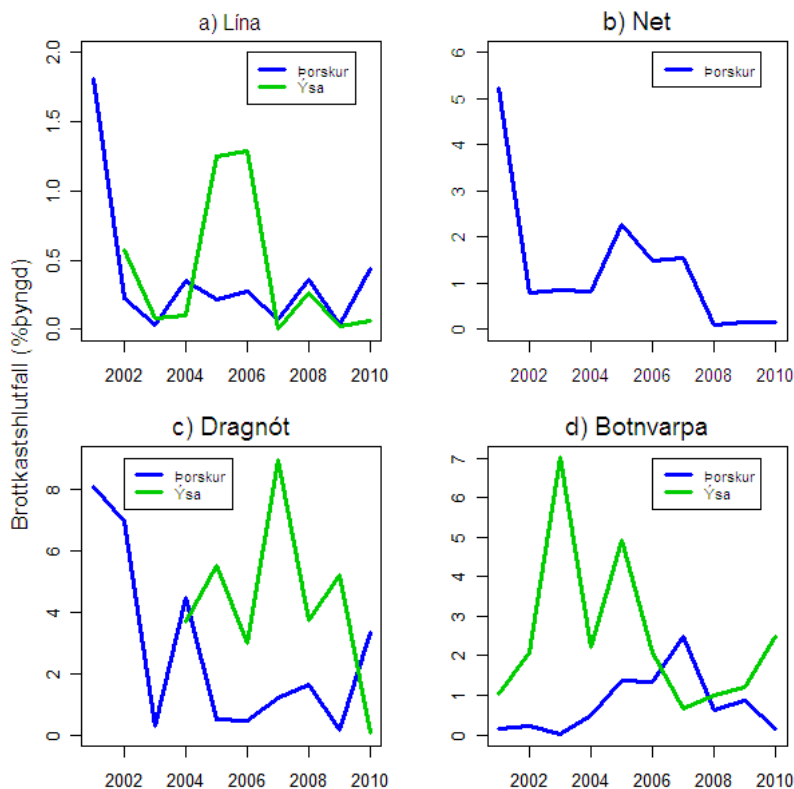 a) Lína
2.0
1.5
1.0
0.5
0.0
Þorskur
Ýsa
2002 2004 2006 2008 2010
b) Net
6
5
4
3
2
1
0
Þorskur
2002 2004 2006 2008 2010
Brottkastshlutfall (%þyngd)
c) Dragnót
8
6
4
2
0
Þorskur
Ýsa
2002 2004 2006 2008 2010
d) Botnvarpa
7
6
5
4
3
2
1
0
Þorskur
Ýsa
2002 2004 2006 2008 2010